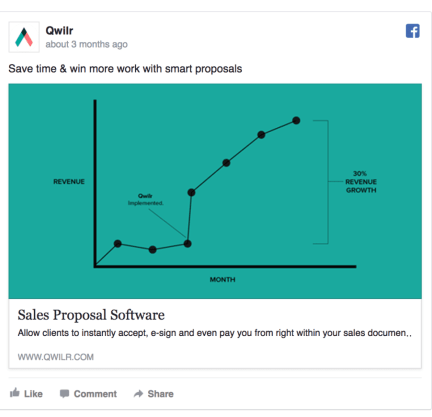 Qwilr
about 3 months ago
Save time & win more work with smart proposals
REVENUE
Qwilr
Implemented.
30%
REVENUE
GROWTH
MONTH
Sales Proposal Software
Allow clients to instantly accept, e-sign and even pay you from right within your sales documen,,
WWW.QWILR.COM
Like Comment Share